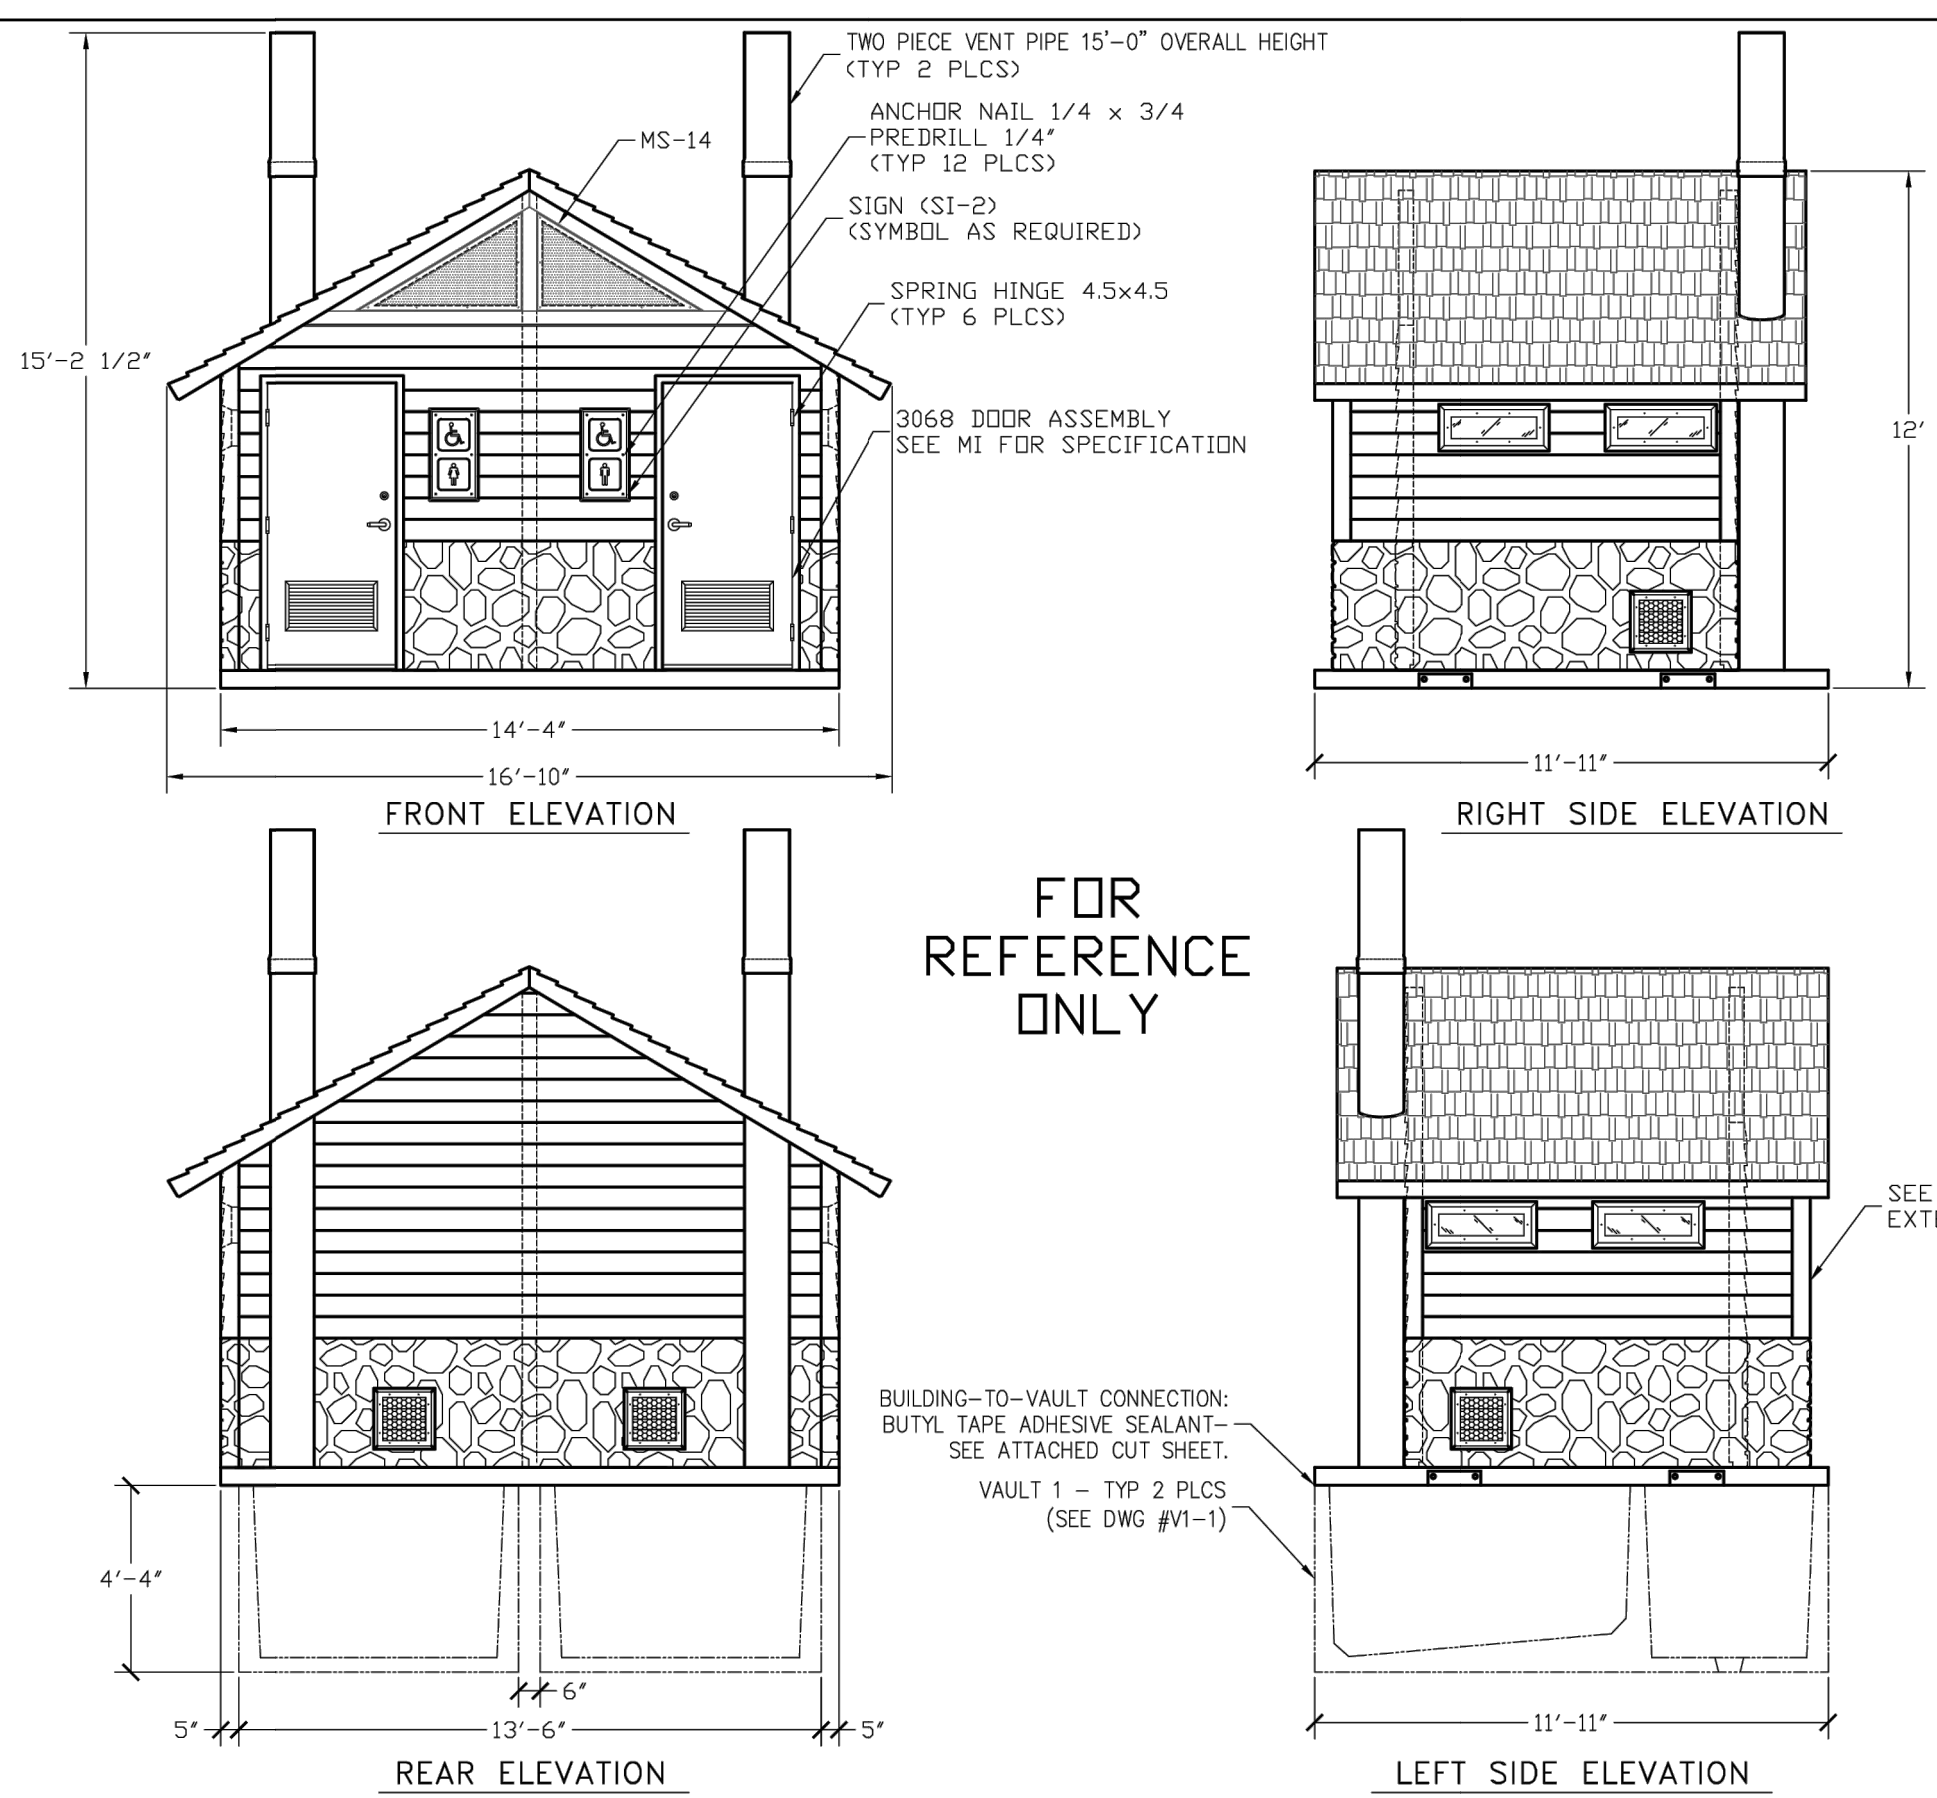 TWO PIECE VENT PIPE 15'-0" OVERALL HEIGHT
(TYP 2 PLCS)
ANCHOR NAIL 1/4 x 3/4
PREDRILL 1/4"
(TYP 12 PLCS)
MS-14
SIGN (SI-2)
(SYMBOL AS REQUIRED)
SPRING HINGE 4.5x4.5
(TYP 6 PLCS)
15'-2 1/2"
3068 DOOR ASSEMBLY
SEE MI FOR SPECIFICATION
12'
14'-4"
16'-10"
FRONT ELEVATION
11'-11"
RIGHT SIDE ELEVATION
FOR
REFERENCE
ONLY
SEE
BUILDING-TO-VAULT CONNECTION:
BUTYL TAPE ADHESIVE SEALANT-
SEE ATTACHED CUT SHEET.
VAULT 1 - TYP 2 PLCS
(SEE DWG #V1-1)
4'-4"
6"
5"
13'-6"
5"
REAR ELEVATION
11'-11"
LEFT SIDE ELEVATION